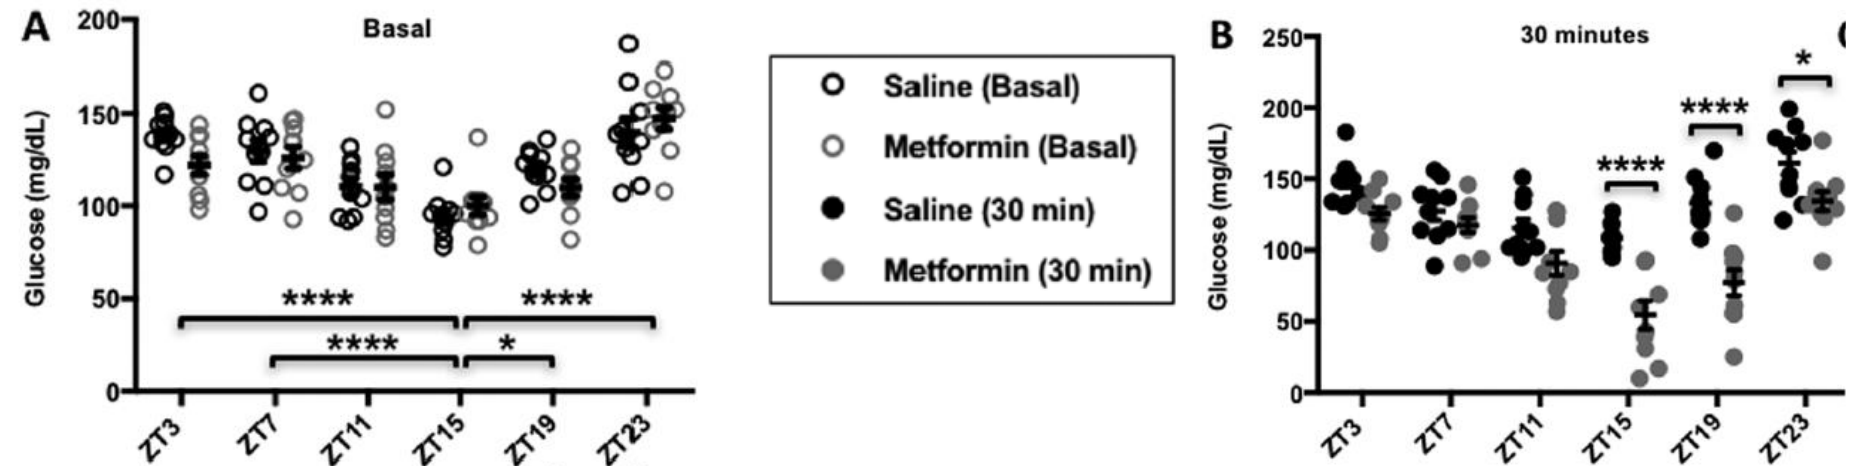 A
Basal
Glucose (mg/dL)
200
150
100
50
0
****
****
****
*
ZT3
ZT7
ZT11
ZT15
ZT19
ZT23
Saline (Basal)
Metformin (Basal)
Saline (30 min)
Metformin (30 min)
B
30 minutes
Glucose (mg/dL)
250
200
150
100
50
0
****
****
*
ZT3
ZT7
ZT11
ZT15
ZT19
ZT23